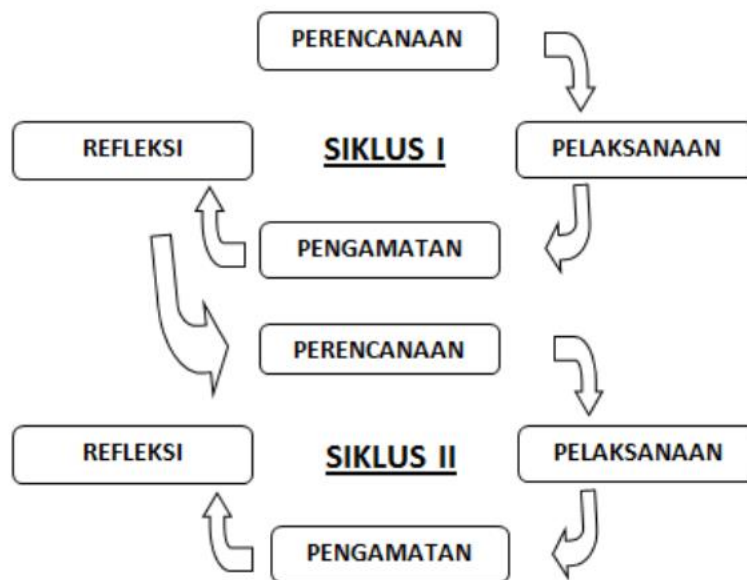 PERENCANAAN
REFLEKSI
SIKLUS I
PELAKSANAAN
PENGAMATAN
PERENCANAAN
REFLEKSI
SIKLUS II
PELAKSANAAN
PENGAMATAN